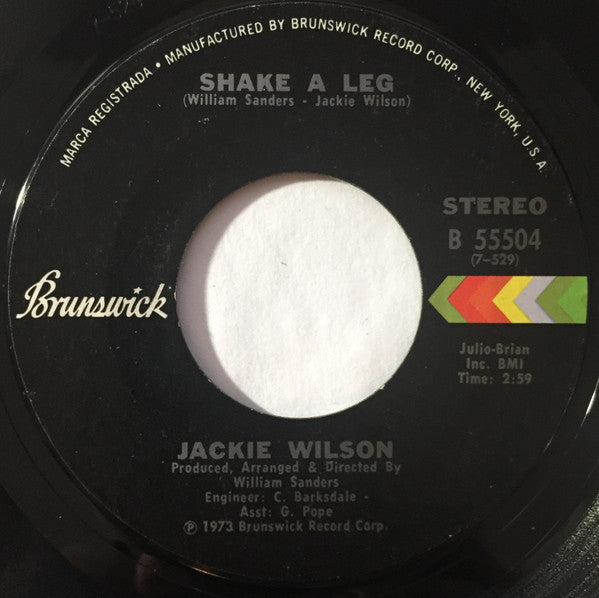 MARCA REGISTRADA • MANUFACTURED BY BRUNSWICK RECORD CORP., NEW YORK, U.S.A.
SHAKE A LEG
(William Sanders - Jackie Wilson)
STEREO
B 55504
(7-529)
Brunswick
Julio-Brian
Inc. BMI
Time: 2:59
JACKIE WILSON
Produced, Arranged & Directed By
William Sanders
Engineer: C. Barksdale -
Asst: G. Pope
℗ 1973 Brunswick Record Corp.